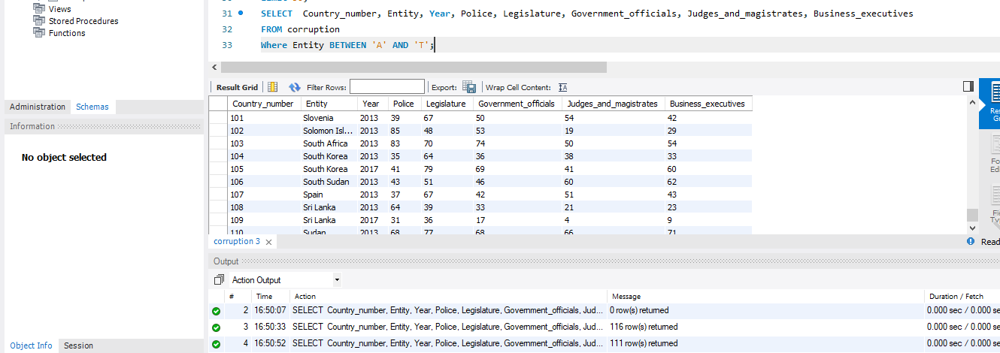 31 SELECT Country_number, Entity, Year, Police, Legislature, Government_officials, Judges_and_magistrates, Business_executives
Views
Stored Procedures
32 FROM corruption
Functions
33 Where Entity BETWEEN 'A' AND 'T';
Result Grid Filter Rows: Export: Wrap Cell Content:
Administration Schemas
Country_number Entity Year Police Legislature Government_officials Judges_and_magistrates Business_executives
Information
101 Slovenia 2013 39 67 50 54 42
102 Solomon Isl... 2013 85 48 53 19 29
103 South Africa 2013 83 70 74 50 54
No object selected
104 South Korea 2013 35 64 36 38 33
105 South Korea 2017 41 79 69 41 60
106 South Sudan 2013 43 51 46 60 62
107 Spain 2013 37 67 42 51 43
108 Sri Lanka 2013 64 39 33 21 23
109 Sri Lanka 2017 31 36 17 4 9
110 Sudan 2013 68 77 68 66 71
corruption 3
Read
Output
Action Output
# Time Action Message Duration / Fetch
2 16:50:07 SELECT Country_number, Entity, Year, Police, Legislature, Government_officials, Jud... 0 row(s) returned 0.000 sec / 0.000 se
3 16:50:33 SELECT Country_number, Entity, Year, Police, Legislature, Government_officials, Jud... 116 row(s) returned 0.000 sec / 0.000 se
4 16:50:52 SELECT Country_number, Entity, Year, Police, Legislature, Government_officials, Jud... 111 row(s) returned 0.000 sec / 0.000 se
Object Info Session